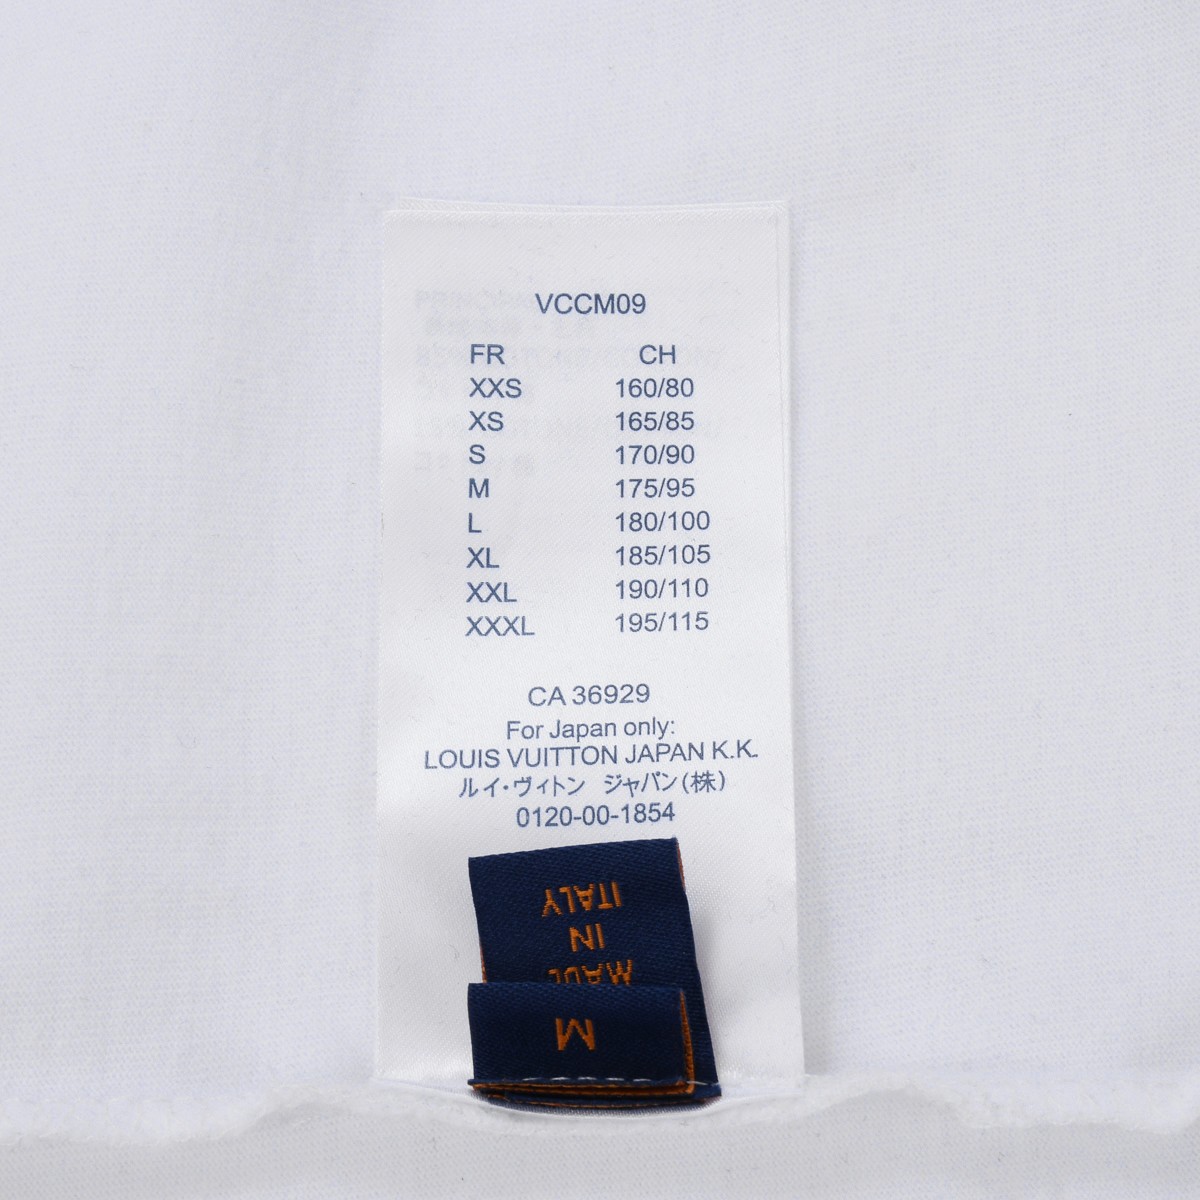 VCCM09
FR CH
XXS 160/80
XS 165/85
S 170/90
M 175/95
L 180/100
XL 185/105
XXL 190/110
XXXL 195/115
CA 36929
For Japan only:
LOUIS VUITTON JAPAN K.K.
ルイ・ヴィトン ジャパン(株)
0120-00-1854
MADE
IN
ITALY
M